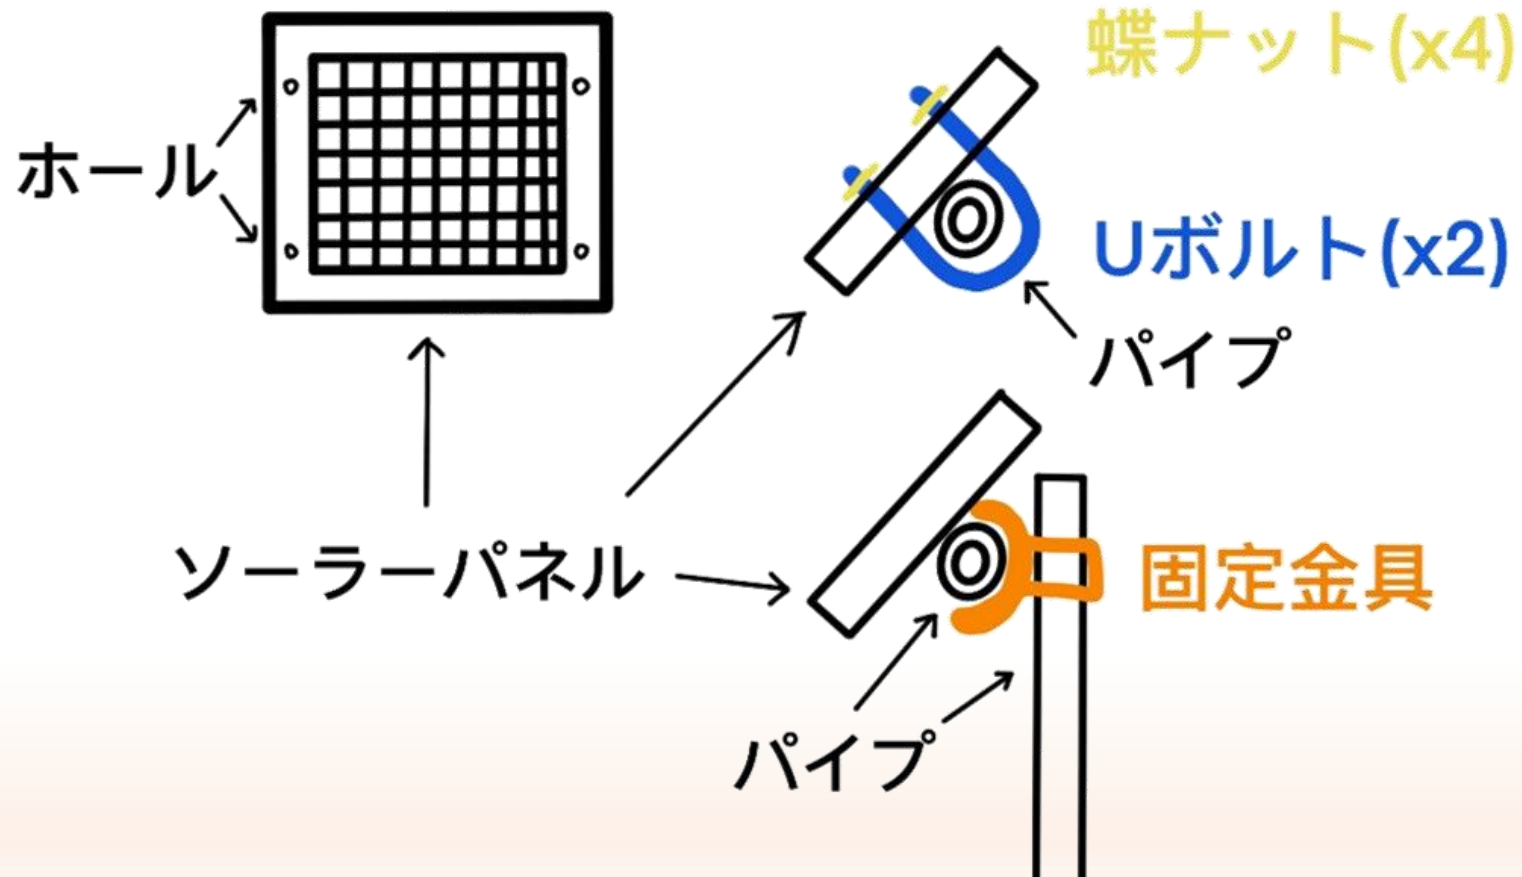 蝶ナット(x4)
ホール
Uボルト(x2)
パイプ
ソーラーパネル
固定金具
パイプ